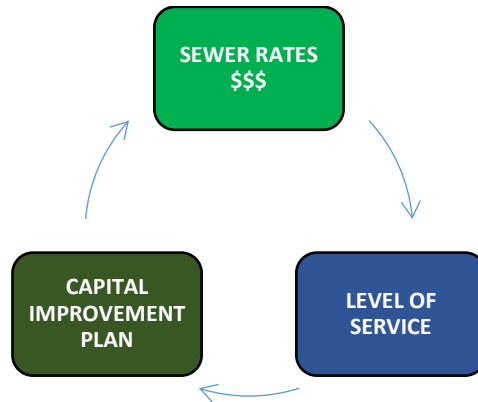 SEWER RATES
$$$
LEVEL OF
SERVICE
CAPITAL
IMPROVEMENT
PLAN